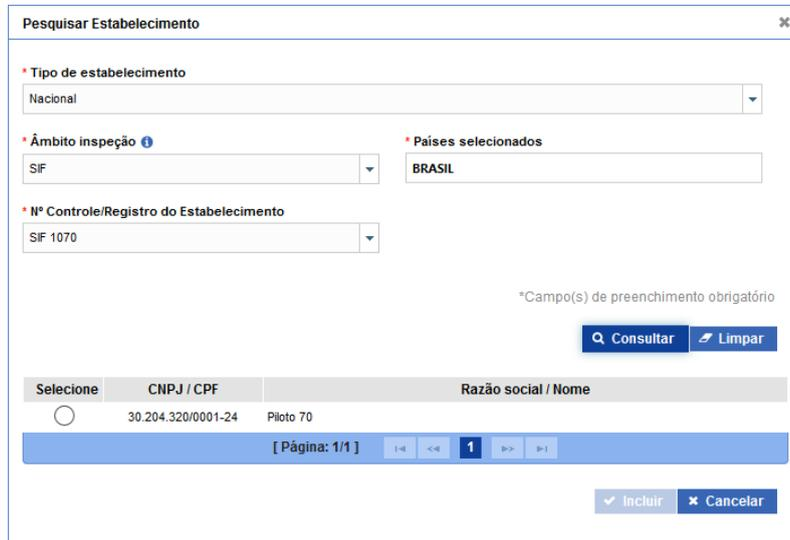 Pesquisar Estabelecimento
* Tipo de estabelecimento
Nacional
* Âmbito inspeção
* Países selecionados
SIF
BRASIL
* Nº Controle/Registro do Estabelecimento
SIF 1070
*Campo(s) de preenchimento obrigatório
Consultar Limpar
Selecione CNPJ / CPF Razão social / Nome
30.204.320/0001-24 Piloto 70
[ Página: 1/1 ] 1
Incluir Cancelar